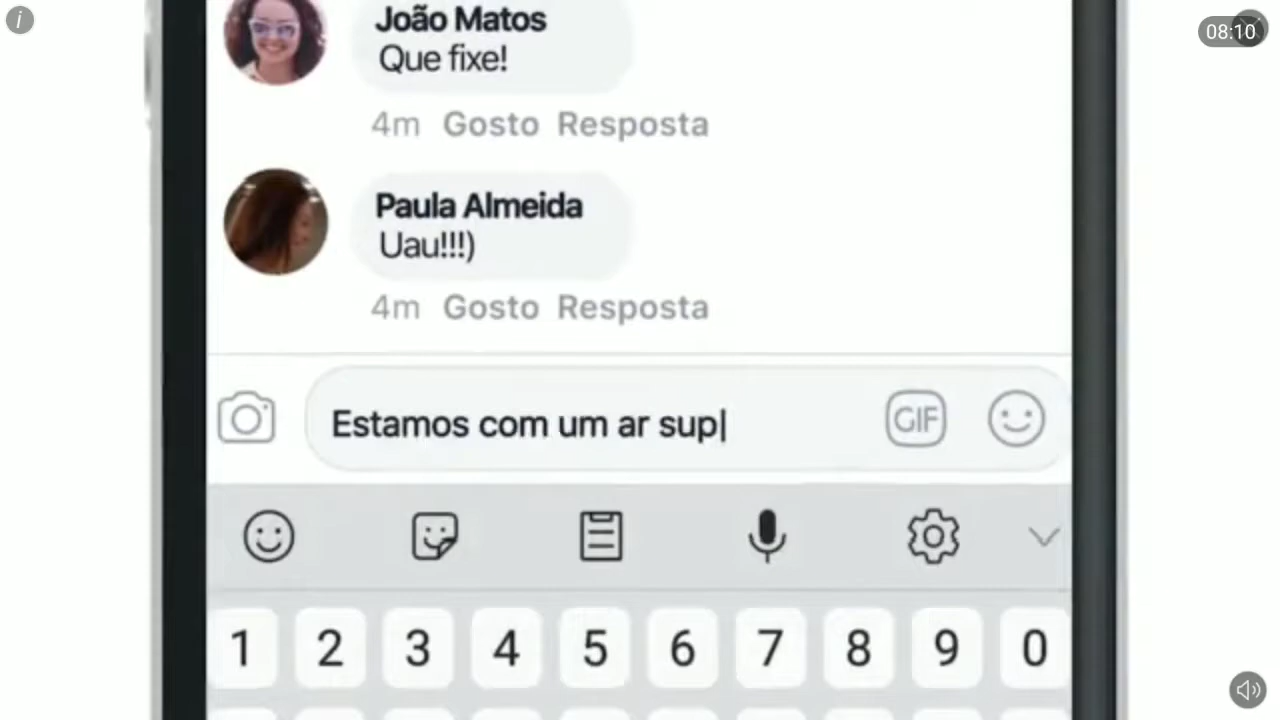 i
08:10
João Matos
Que fixe!
4m Gosto Resposta
Paula Almeida
Uau!!!)
4m Gosto Resposta
Estamos com um ar sup
GIF
1 2 3 4 5 6 7 8 9 0